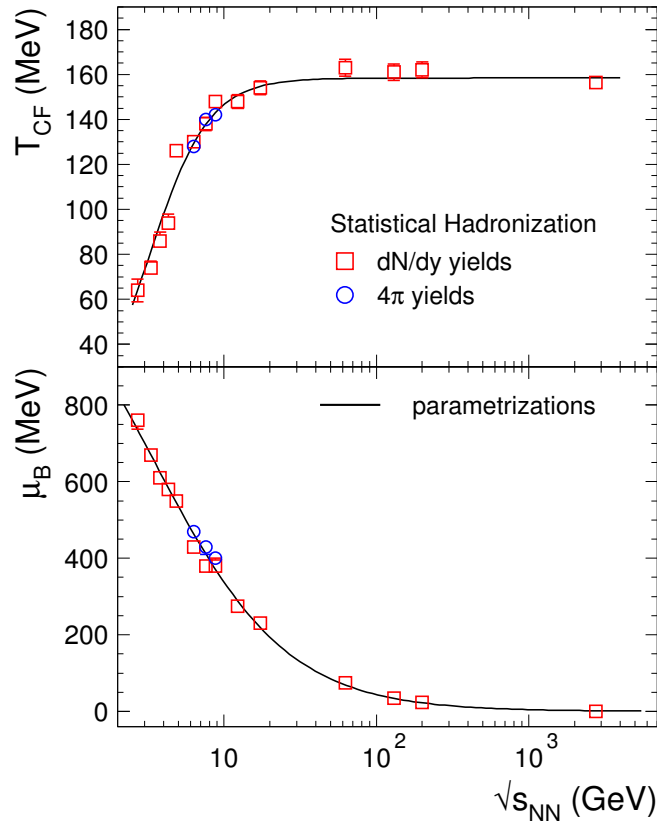 T_CF (MeV)
180
160
140
120
100
80
60
40
Statistical Hadronization
dN/dy yields
4π yields
μ_B (MeV)
800
600
400
200
0
parametrizations
10
10^2
10^3
√s_NN (GeV)